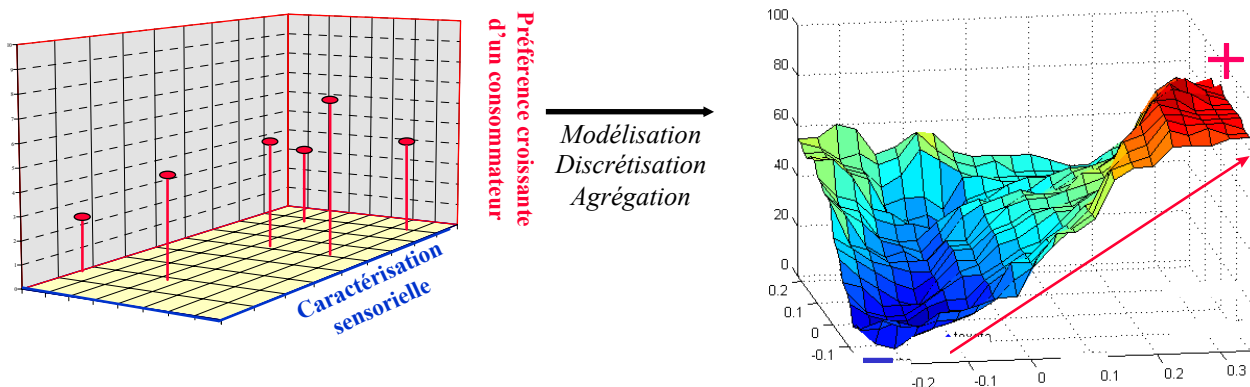 Préférence croissante
d'un consommateur
Caractérisation
sensorielle
Modélisation
Discrétisation
Agrégation
100
80
60
40
20
0
0.2
0.1
0
-0.1
-0.2
-0.1
0
0.1
0.2
0.3
+
−